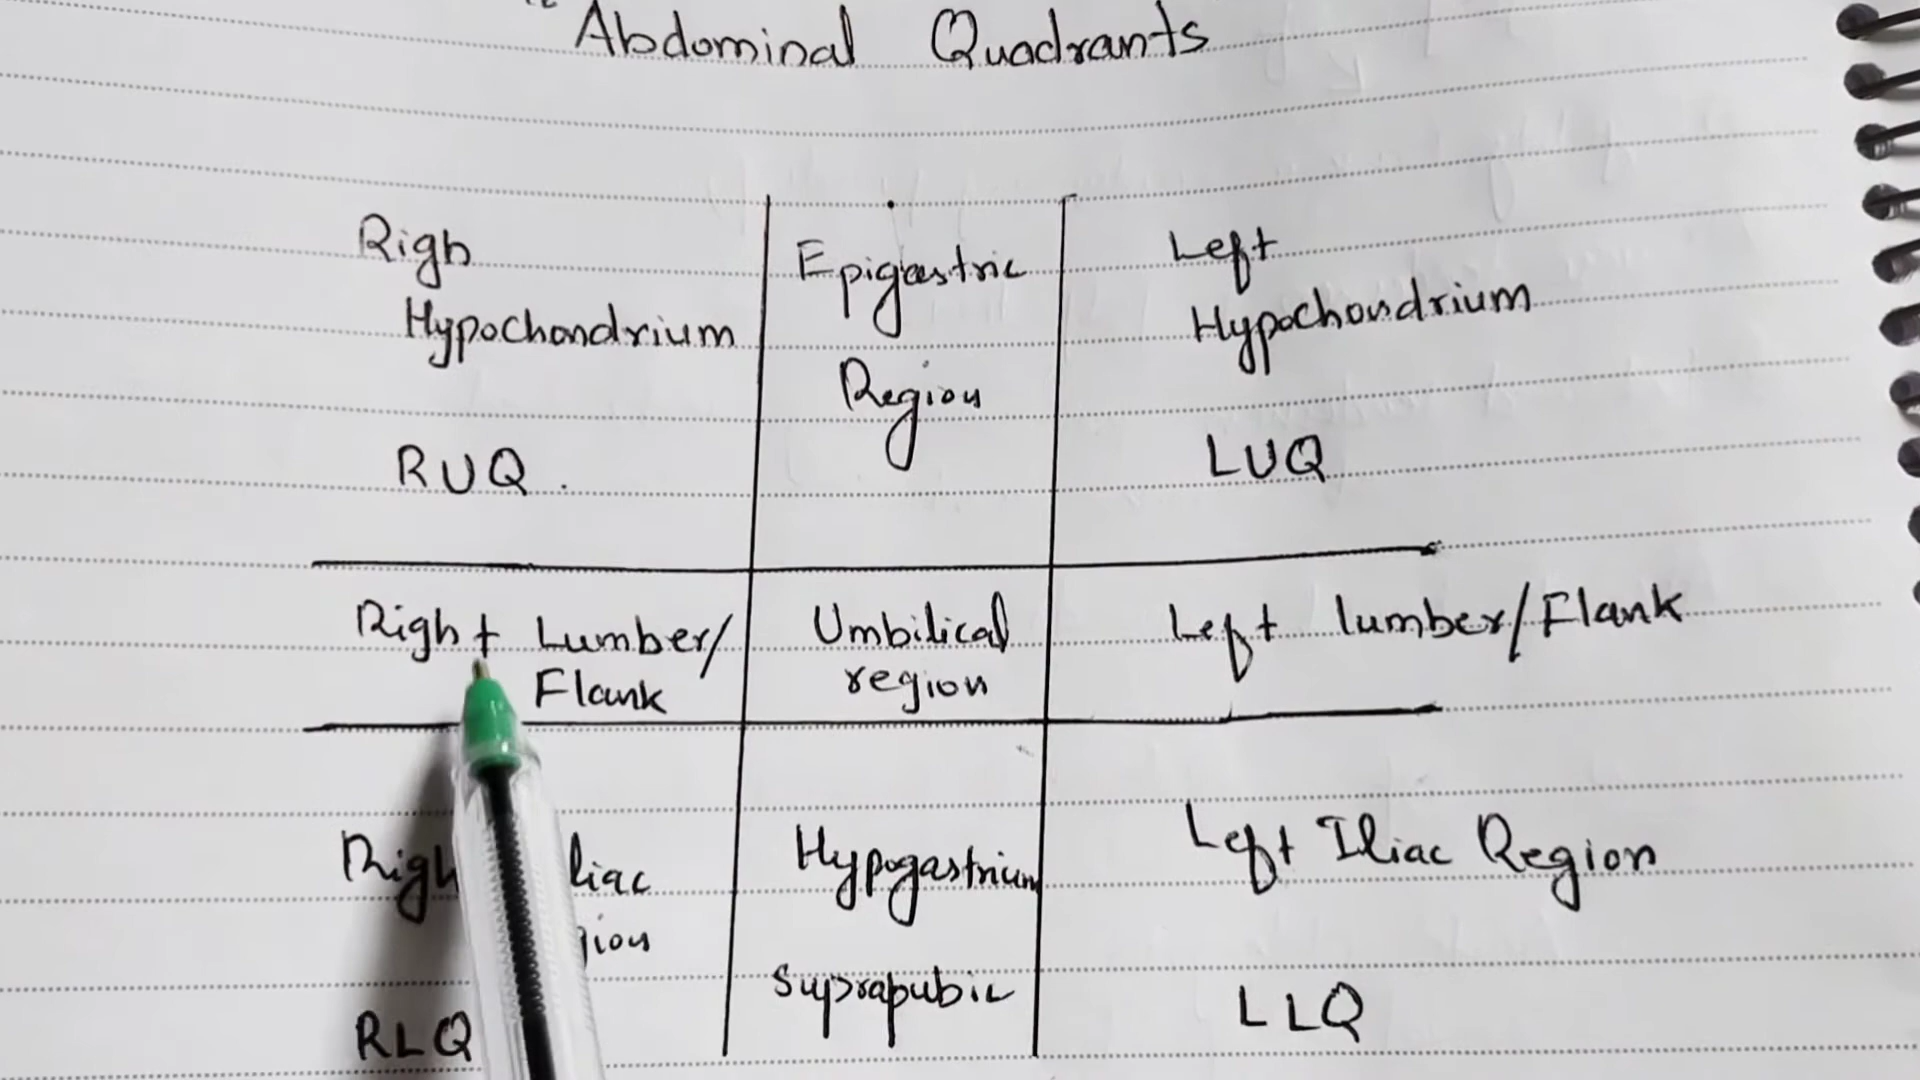 Abdominal Quadrants
Righ
Hypochondrium
RUQ .
Epigastric
Region
Left
Hypochondrium
LUQ
Right Lumber/
Flank
Umbilical
region
Left lumber/Flank
Hypogastrium
Suprapubic
Left Iliac Region
LLQ
RLQ